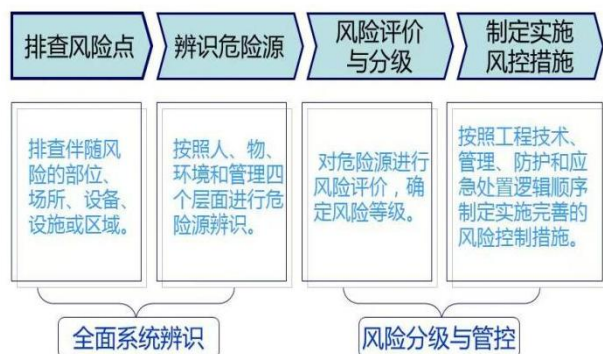 排查风险点
辨识危险源
风险评价
与分级
制定实施
风控措施
排查伴随风
险的部位、
场所、设备、
设施或区域。
按照人、物、
环境和管理四
个层面进行危
险源辨识。
对危险源进行
风险评价，确
定风险等级。
按照工程技术、
管理、防护和应
急处置逻辑顺序
制定实施完善的
风险控制措施。
全面系统辨识
风险分级与管控